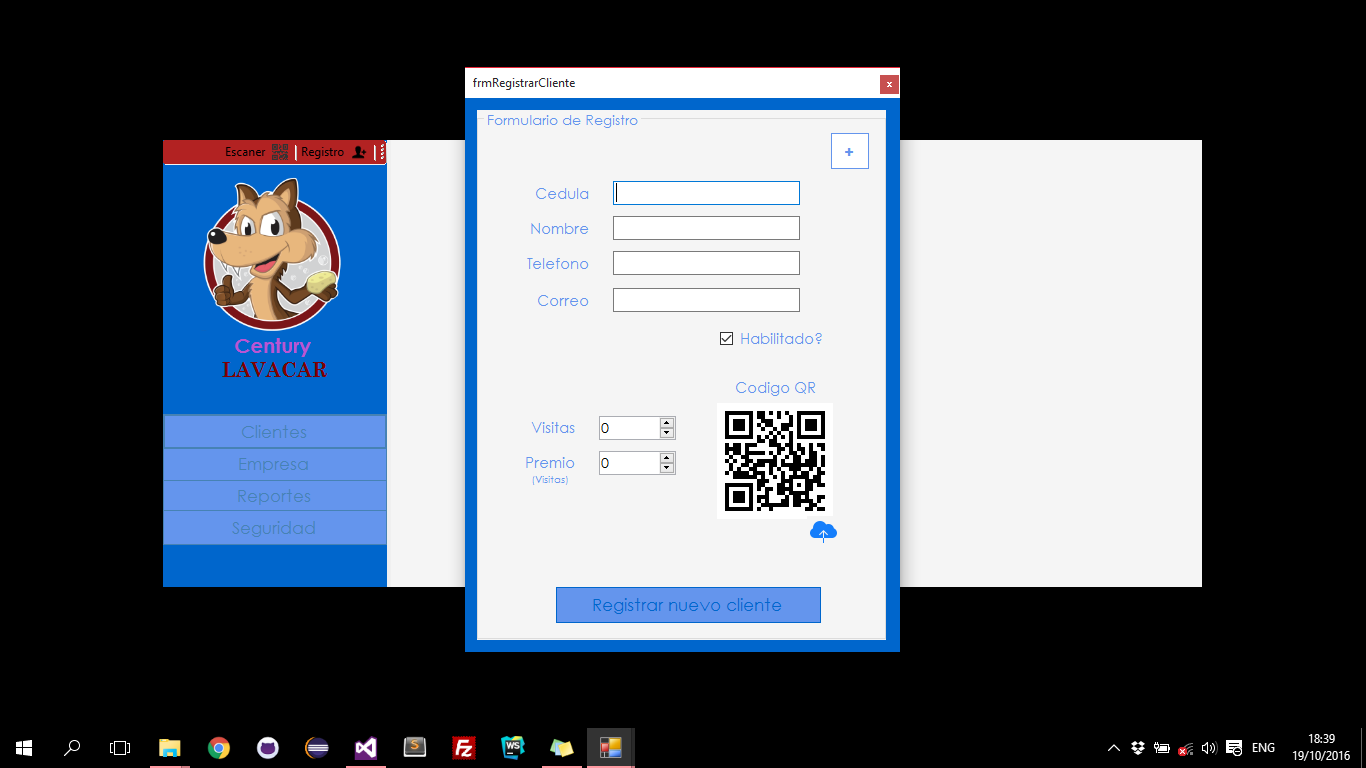 frmRegistrarCliente
x
Formulario de Registro
+
Escaner
Registro
Cedula
Nombre
Telefono
Correo
Habilitado?
Century
LAVACAR
Codigo QR
Clientes
Empresa
Reportes
Seguridad
Visitas
0
Premio
0
(Visitas)
Registrar nuevo cliente
S
FZ
WS
ENG
18:39
19/10/2016